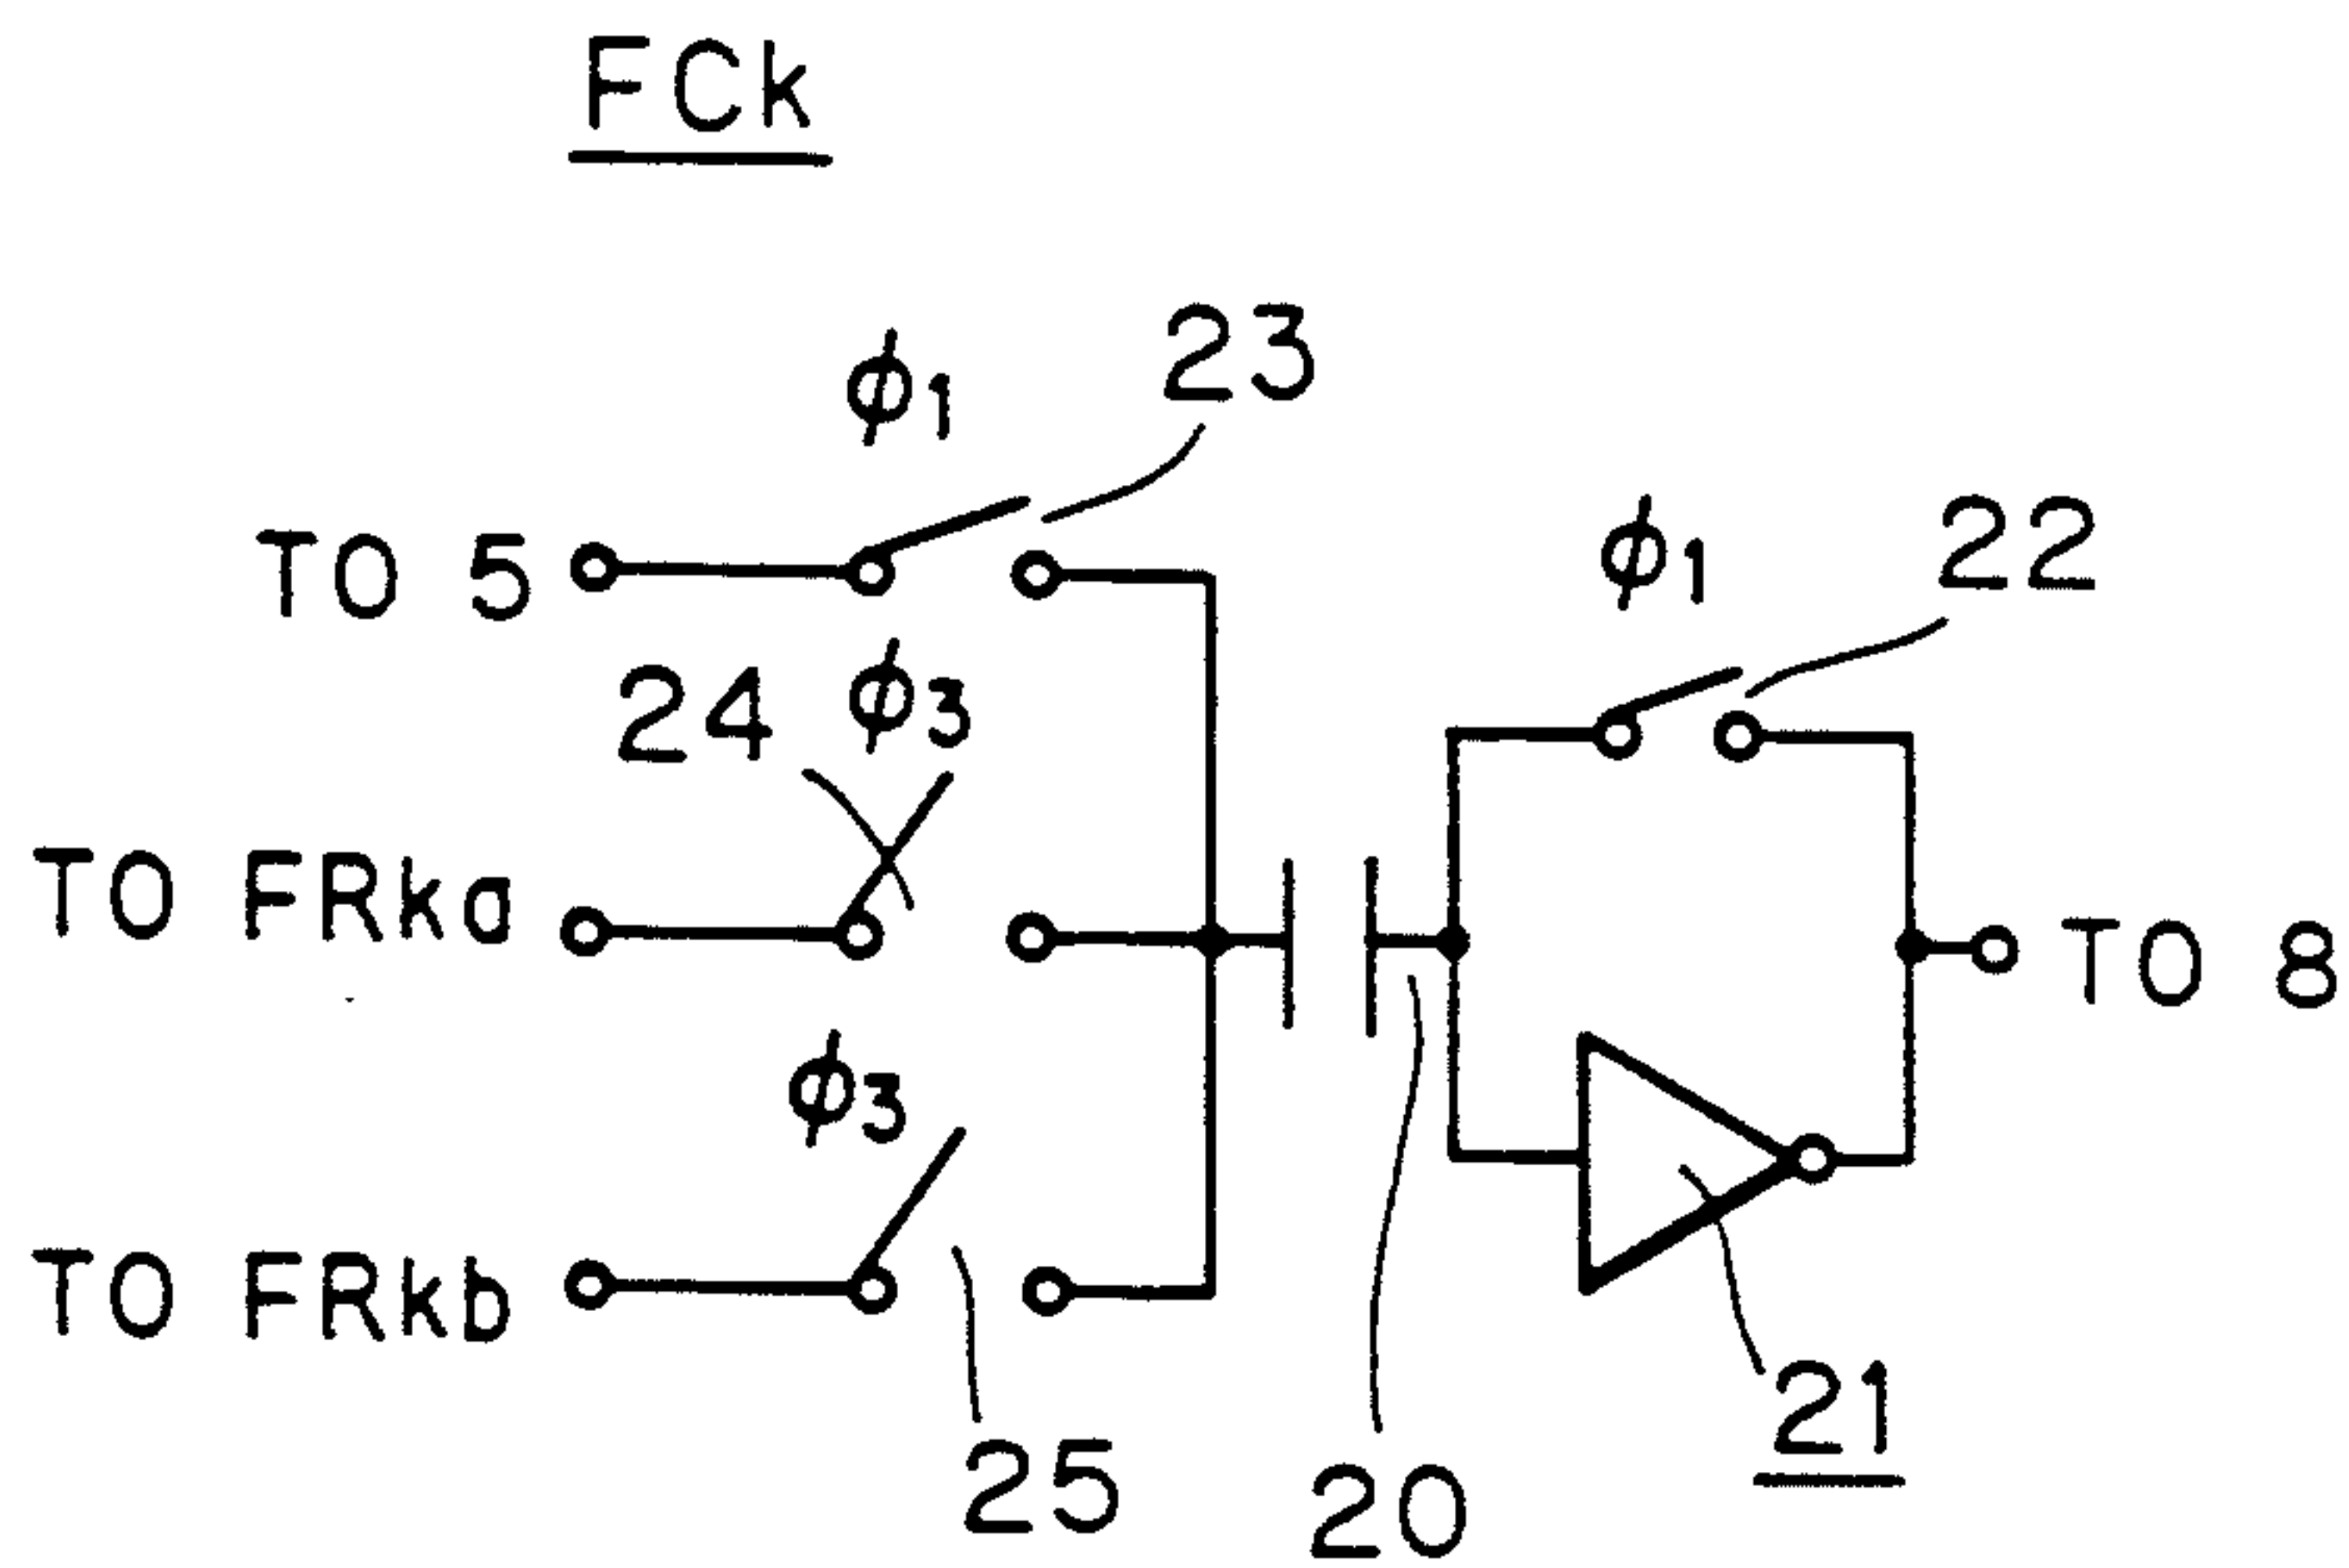 FCk
ϕ1
23
TO 5
ϕ1
22
24
ϕ3
TO FRka
TO 8
ϕ3
TO FRkb
21
25
20